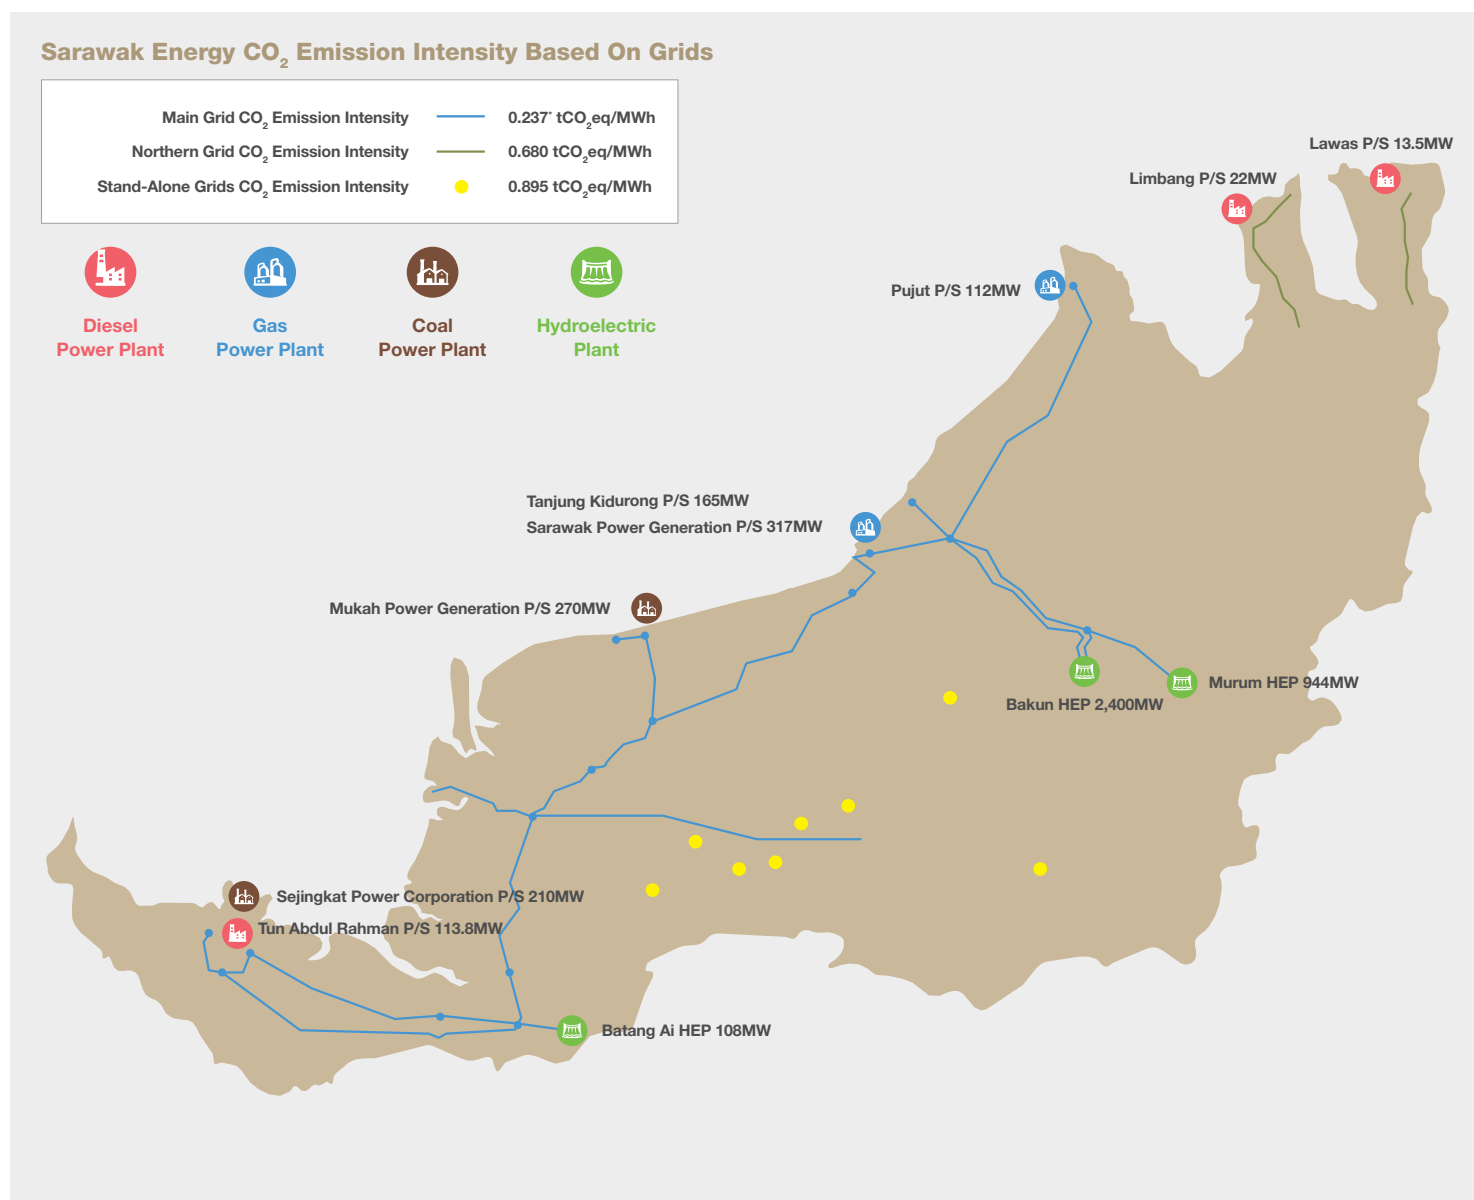 Sarawak Energy CO₂ Emission Intensity Based On Grids
Main Grid CO₂ Emission Intensity 0.237* tCO₂eq/MWh
Northern Grid CO₂ Emission Intensity 0.680 tCO₂eq/MWh
Stand-Alone Grids CO₂ Emission Intensity 0.895 tCO₂eq/MWh
Diesel
Power Plant
Gas
Power Plant
Coal
Power Plant
Hydroelectric
Plant
Lawas P/S 13.5MW
Limbang P/S 22MW
Pujut P/S 112MW
Tanjung Kidurong P/S 165MW
Sarawak Power Generation P/S 317MW
Mukah Power Generation P/S 270MW
Murum HEP 944MW
Bakun HEP 2,400MW
Sejingkat Power Corporation P/S 210MW
Tun Abdul Rahman P/S 113.8MW
Batang Ai HEP 108MW